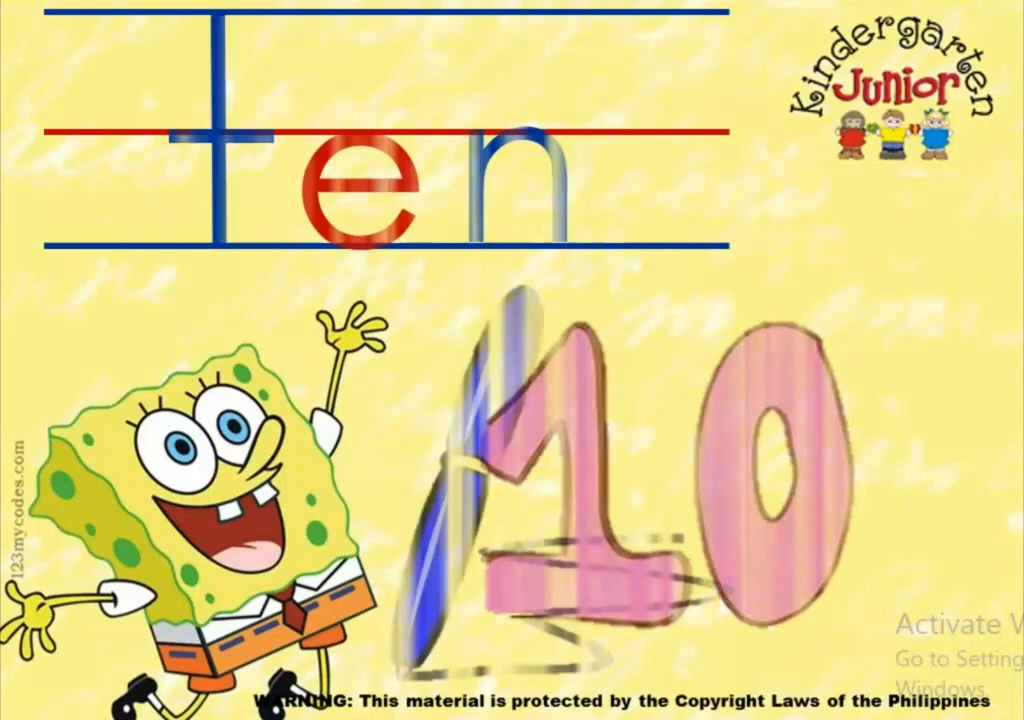 Kindergarten
Junior
ten
10
123mycodes.com
Activate
Go to Setting
Windows.
WARNING: This material is protected by the Copyright Laws of the Philippines